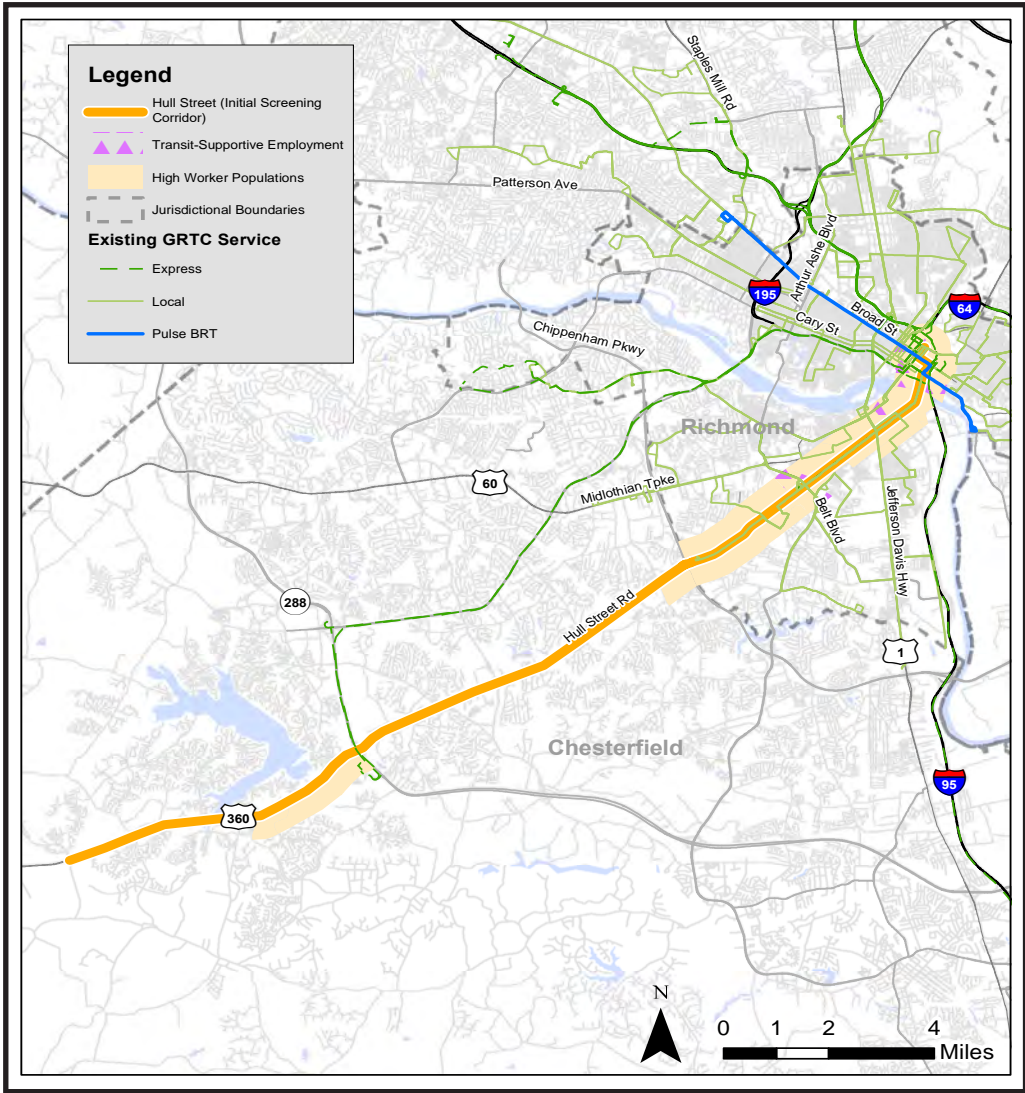 Legend
Hull Street (Initial Screening
Corridor)
Transit-Supportive Employment
High Worker Populations
Jurisdictional Boundaries
Existing GRTC Service
Express
Local
Pulse BRT
Staples Mill Rd
Patterson Ave
Arthur Ashe Blvd
195
64
Broad St
Cary St
Chippenham Pkwy
Richmond
60
Midlothian Tpke
Belt Blvd
Jefferson Davis Hwy
288
Hull Street Rd
1
Chesterfield
95
360
N
0 1 2 4
Miles